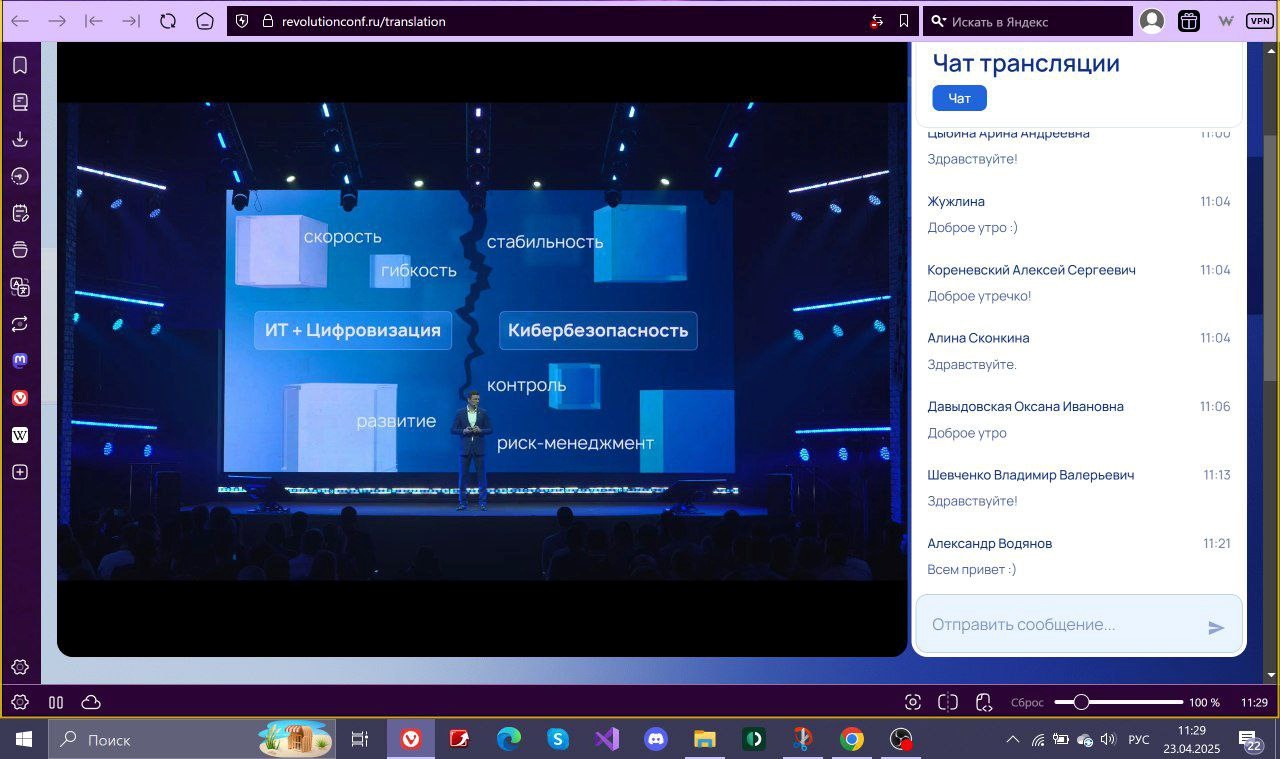 revolutionconf.ru/translation
Искать в Яндекс
VPN
Чат трансляции
Чат
Цыбина Арина Андреевна 11:00
Здравствуйте!
Жужлина 11:04
Доброе утро :)
Кореневский Алексей Сергеевич 11:04
Доброе утречко!
Алина Сконкина 11:04
Здравствуйте.
Давыдовская Оксана Ивановна 11:06
Доброе утро
Шевченко Владимир Валерьевич 11:13
Здравствуйте!
Александр Водянов 11:21
Всем привет :)
Отправить сообщение...
скорость
гибкость
ИТ + Цифровизация
развитие
стабильность
Кибербезопасность
контроль
риск-менеджмент
Сброс
100 %
11:29
Поиск
РУС
11:29
23.04.2025
22